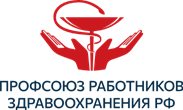 ПРОФСОЮЗ РАБОТНИКОВ
ЗДРАВООХРАНЕНИЯ РФ